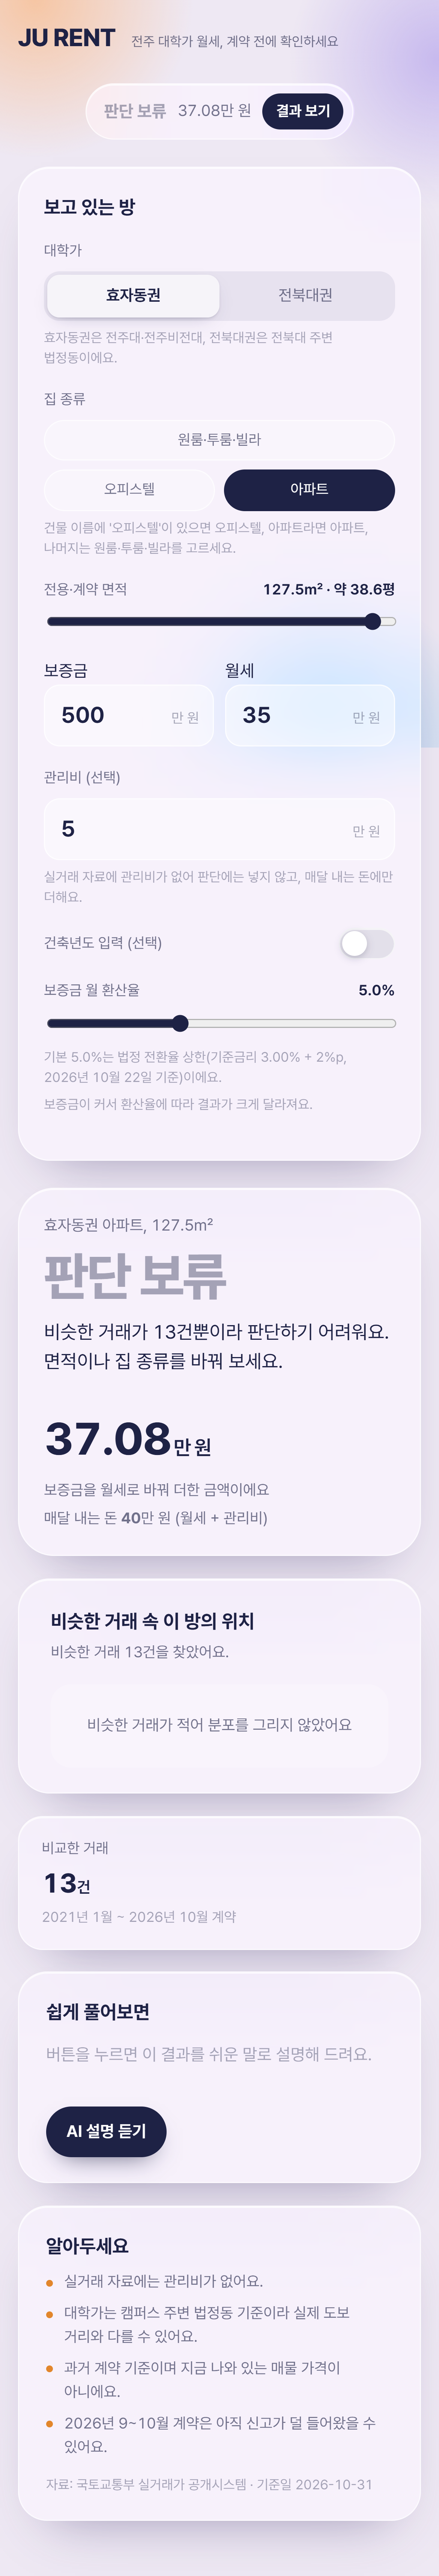 JU RENT 전주 대학가 월세, 계약 전에 확인하세요
판단 보류 37.08만 원 결과 보기
보고 있는 방
대학가
효자동권 전북대권
효자동권은 전주대·전주비전대, 전북대권은 전북대 주변
법정동이에요.
집 종류
원룸·투룸·빌라
오피스텔 아파트
건물 이름에 '오피스텔'이 있으면 오피스텔, 아파트라면 아파트,
나머지는 원룸·투룸·빌라를 고르세요.
전용·계약 면적 127.5m² · 약 38.6평
보증금 월세
500 만 원 35 만 원
관리비 (선택)
5 만 원
실거래 자료에 관리비가 없어 판단에는 넣지 않고, 매달 내는 돈에만
더해요.
건축년도 입력 (선택)
보증금 월 환산율 5.0%
기본 5.0%는 법정 전환율 상한(기준금리 3.00% + 2%p,
2026년 10월 22일 기준)이에요.
보증금이 커서 환산율에 따라 결과가 크게 달라져요.
효자동권 아파트, 127.5m²
판단 보류
비슷한 거래가 13건뿐이라 판단하기 어려워요.
면적이나 집 종류를 바꿔 보세요.
37.08만 원
보증금을 월세로 바꿔 더한 금액이에요
매달 내는 돈 40만 원 (월세 + 관리비)
비슷한 거래 속 이 방의 위치
비슷한 거래 13건을 찾았어요.
비슷한 거래가 적어 분포를 그리지 않았어요
비교한 거래
13건
2021년 1월 ~ 2026년 10월 계약
쉽게 풀어보면
버튼을 누르면 이 결과를 쉬운 말로 설명해 드려요.
AI 설명 듣기
알아두세요
실거래 자료에는 관리비가 없어요.
대학가는 캠퍼스 주변 법정동 기준이라 실제 도보
거리와 다를 수 있어요.
과거 계약 기준이며 지금 나와 있는 매물 가격이
아니에요.
2026년 9~10월 계약은 아직 신고가 덜 들어왔을 수
있어요.
자료: 국토교통부 실거래가 공개시스템 · 기준일 2026-10-31